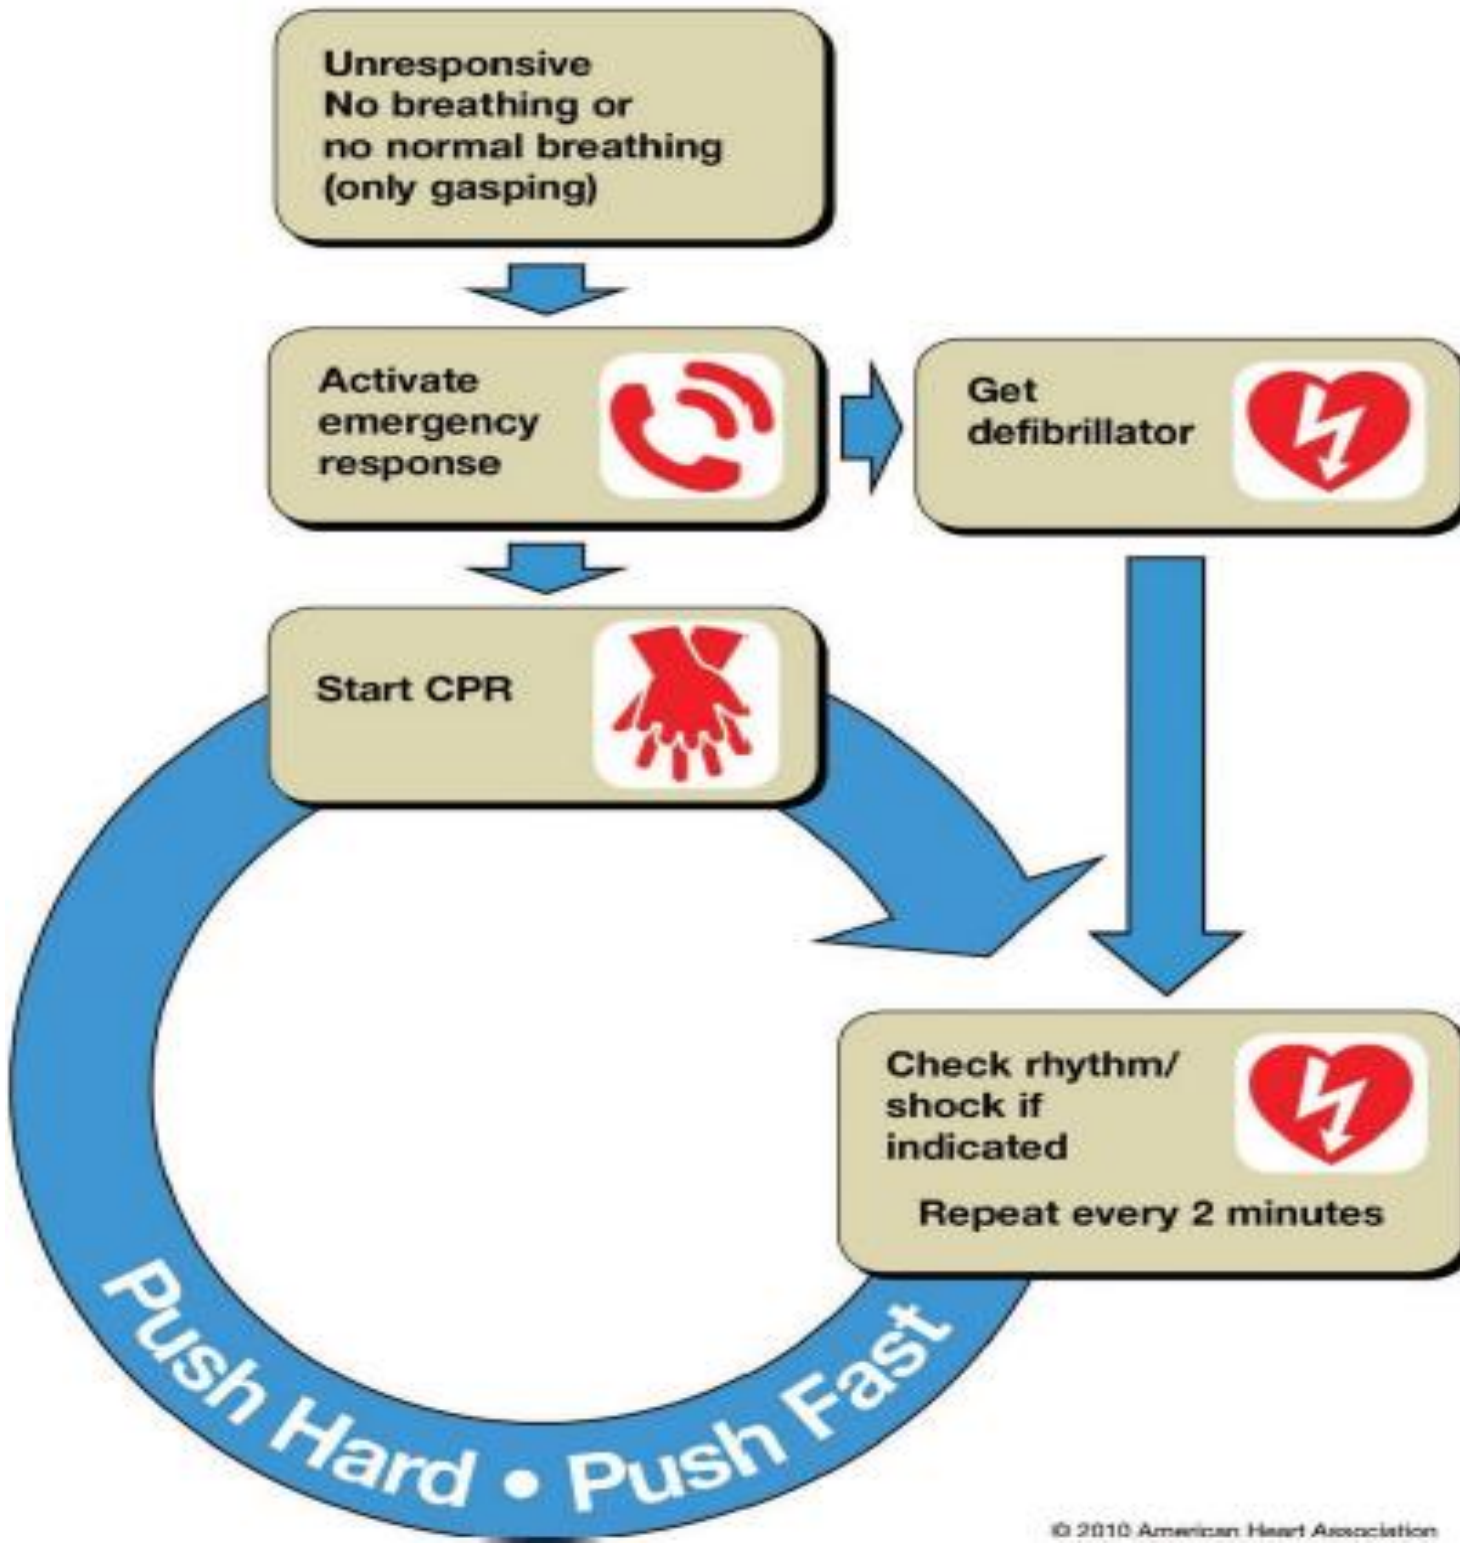 Unresponsive
No breathing or
no normal breathing
(only gasping)
Activate
emergency
response
Get
defibrillator
Start CPR
Check rhythm/
shock if
indicated
Repeat every 2 minutes
Push Hard • Push Fast
© 2010 American Heart Association